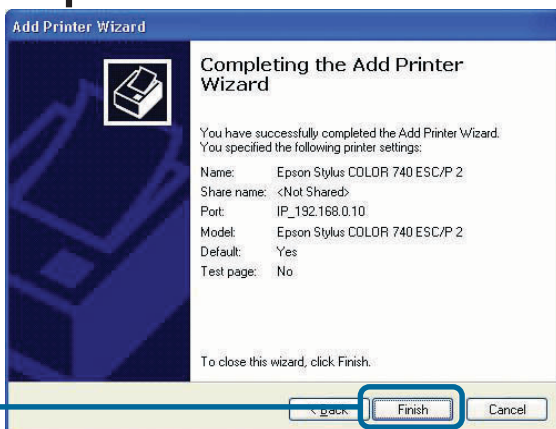 Add Printer Wizard
Completing the Add Printer
Wizard
You have successfully completed the Add Printer Wizard.
You specified the following printer settings:
Name: Epson Stylus COLOR 740 ESC/P 2
Share name: <Not Shared>
Port: IP_192.168.0.10
Model: Epson Stylus COLOR 740 ESC/P 2
Default: Yes
Test page: No
To close this wizard, click Finish.
< Back Finish Cancel